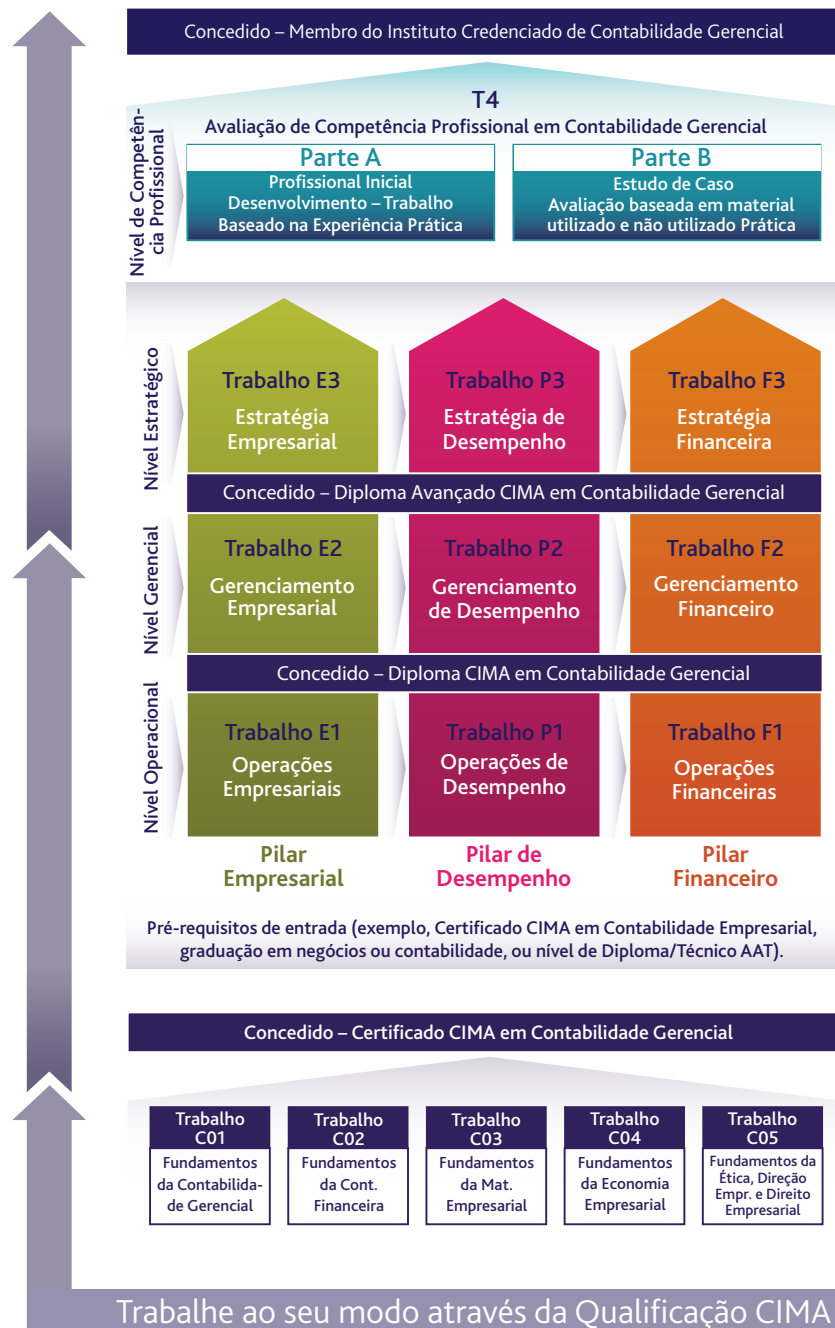 Concedido – Membro do Instituto Credenciado de Contabilidade Gerencial
Nível de Competên-
cia Profissional
T4
Avaliação de Competência Profissional em Contabilidade Gerencial
Parte A
Profissional Inicial
Desenvolvimento – Trabalho
Baseado na Experiência Prática
Parte B
Estudo de Caso
Avaliação baseada em material
utilizado e não utilizado Prática
Nível Estratégico
Trabalho E3
Estratégia
Empresarial
Trabalho P3
Estratégia de
Desempenho
Trabalho F3
Estratégia
Financeira
Concedido – Diploma Avançado CIMA em Contabilidade Gerencial
Nível Gerencial
Trabalho E2
Gerenciamento
Empresarial
Trabalho P2
Gerenciamento
de Desempenho
Trabalho F2
Gerenciamento
Financeiro
Concedido – Diploma CIMA em Contabilidade Gerencial
Nível Operacional
Trabalho E1
Operações
Empresariais
Trabalho P1
Operações de
Desempenho
Trabalho F1
Operações
Financeiras
Pilar
Empresarial
Pilar de
Desempenho
Pilar
Financeiro
Pré-requisitos de entrada (exemplo, Certificado CIMA em Contabilidade Empresarial,
graduação em negócios ou contabilidade, ou nível de Diploma/Técnico AAT).
Concedido – Certificado CIMA em Contabilidade Gerencial
Trabalho
C01
Fundamentos
da Contabilida-
de Gerencial
Trabalho
C02
Fundamentos
da Cont.
Financeira
Trabalho
C03
Fundamentos
da Mat.
Empresarial
Trabalho
C04
Fundamentos
da Economia
Empresarial
Trabalho
C05
Fundamentos da
Ética, Direção
Empr. e Direito
Empresarial
Trabalhe ao seu modo através da Qualificação CIMA